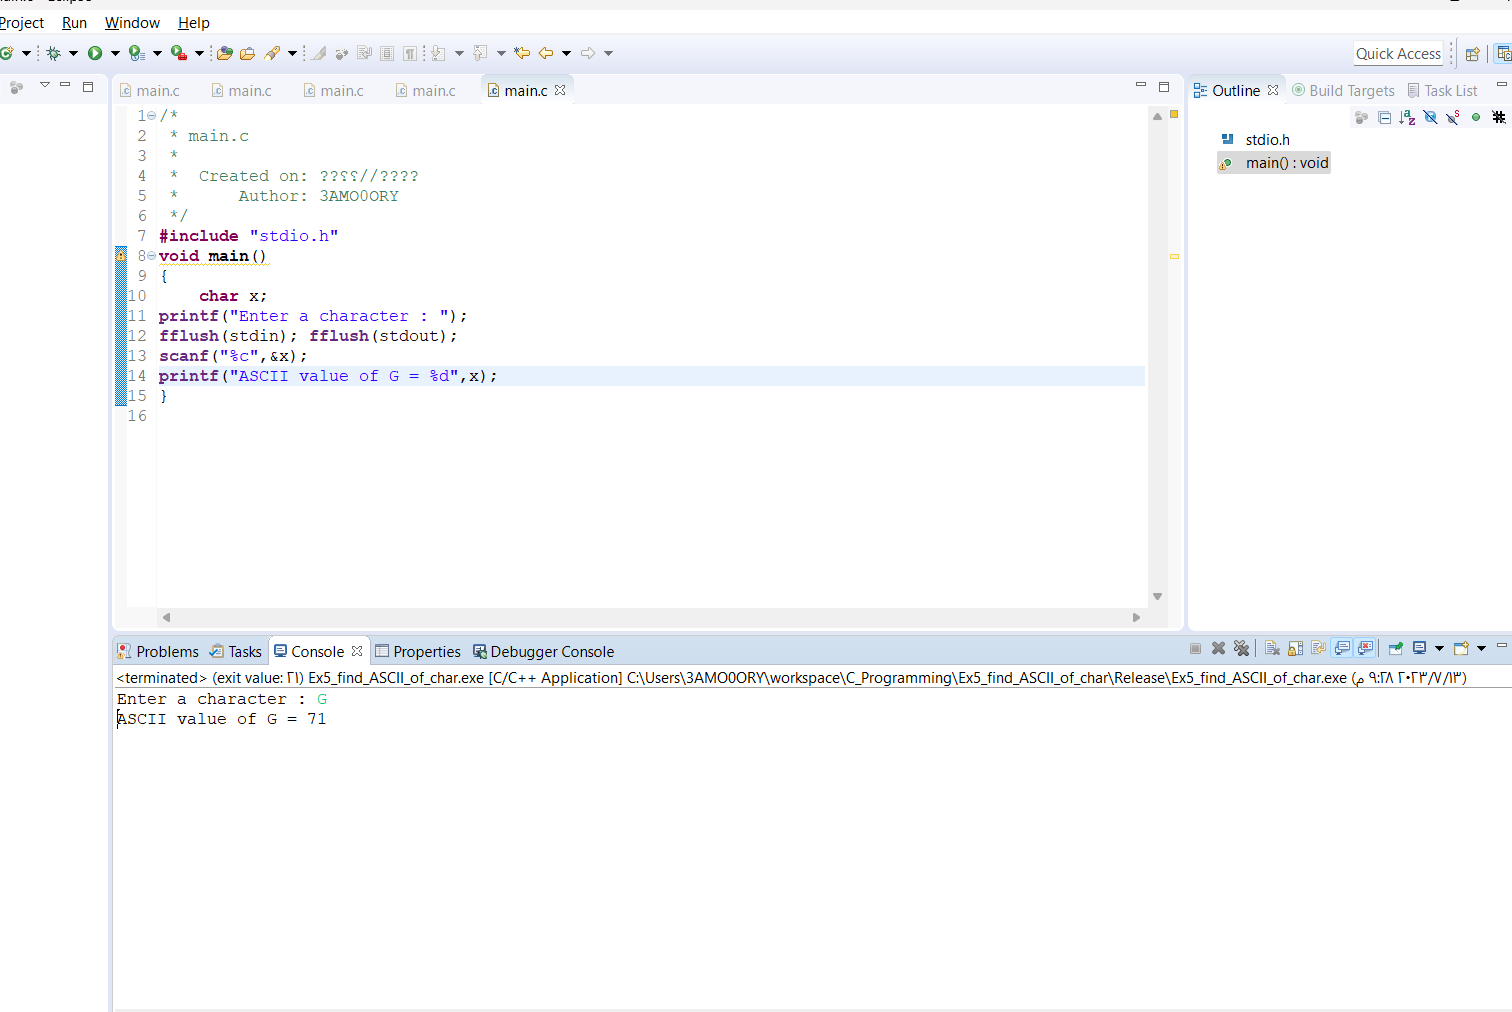 Project Run Window Help
Quick Access
main.c main.c main.c main.c main.c
Outline Build Targets Task List
1 /*
2  * main.c
3  *
4  *  Created on: ??؟؟//????
5  *      Author: 3AMO0ORY
6  */
7 #include "stdio.h"
8 void main()
9 {
10     char x;
11 printf("Enter a character : ");
12 fflush(stdin); fflush(stdout);
13 scanf("%c",&x);
14 printf("ASCII value of G = %d",x);
15 }
16
stdio.h
main() : void
Problems Tasks Console Properties Debugger Console
<terminated> (exit value: ٢١) Ex5_find_ASCII_of_char.exe [C/C++ Application] C:\Users\3AMO0ORY\workspace\C_Programming\Ex5_find_ASCII_of_char\Release\Ex5_find_ASCII_of_char.exe (٢٠٢٣/٧/١٣ ٩:٢٨ م)
Enter a character : G
ASCII value of G = 71